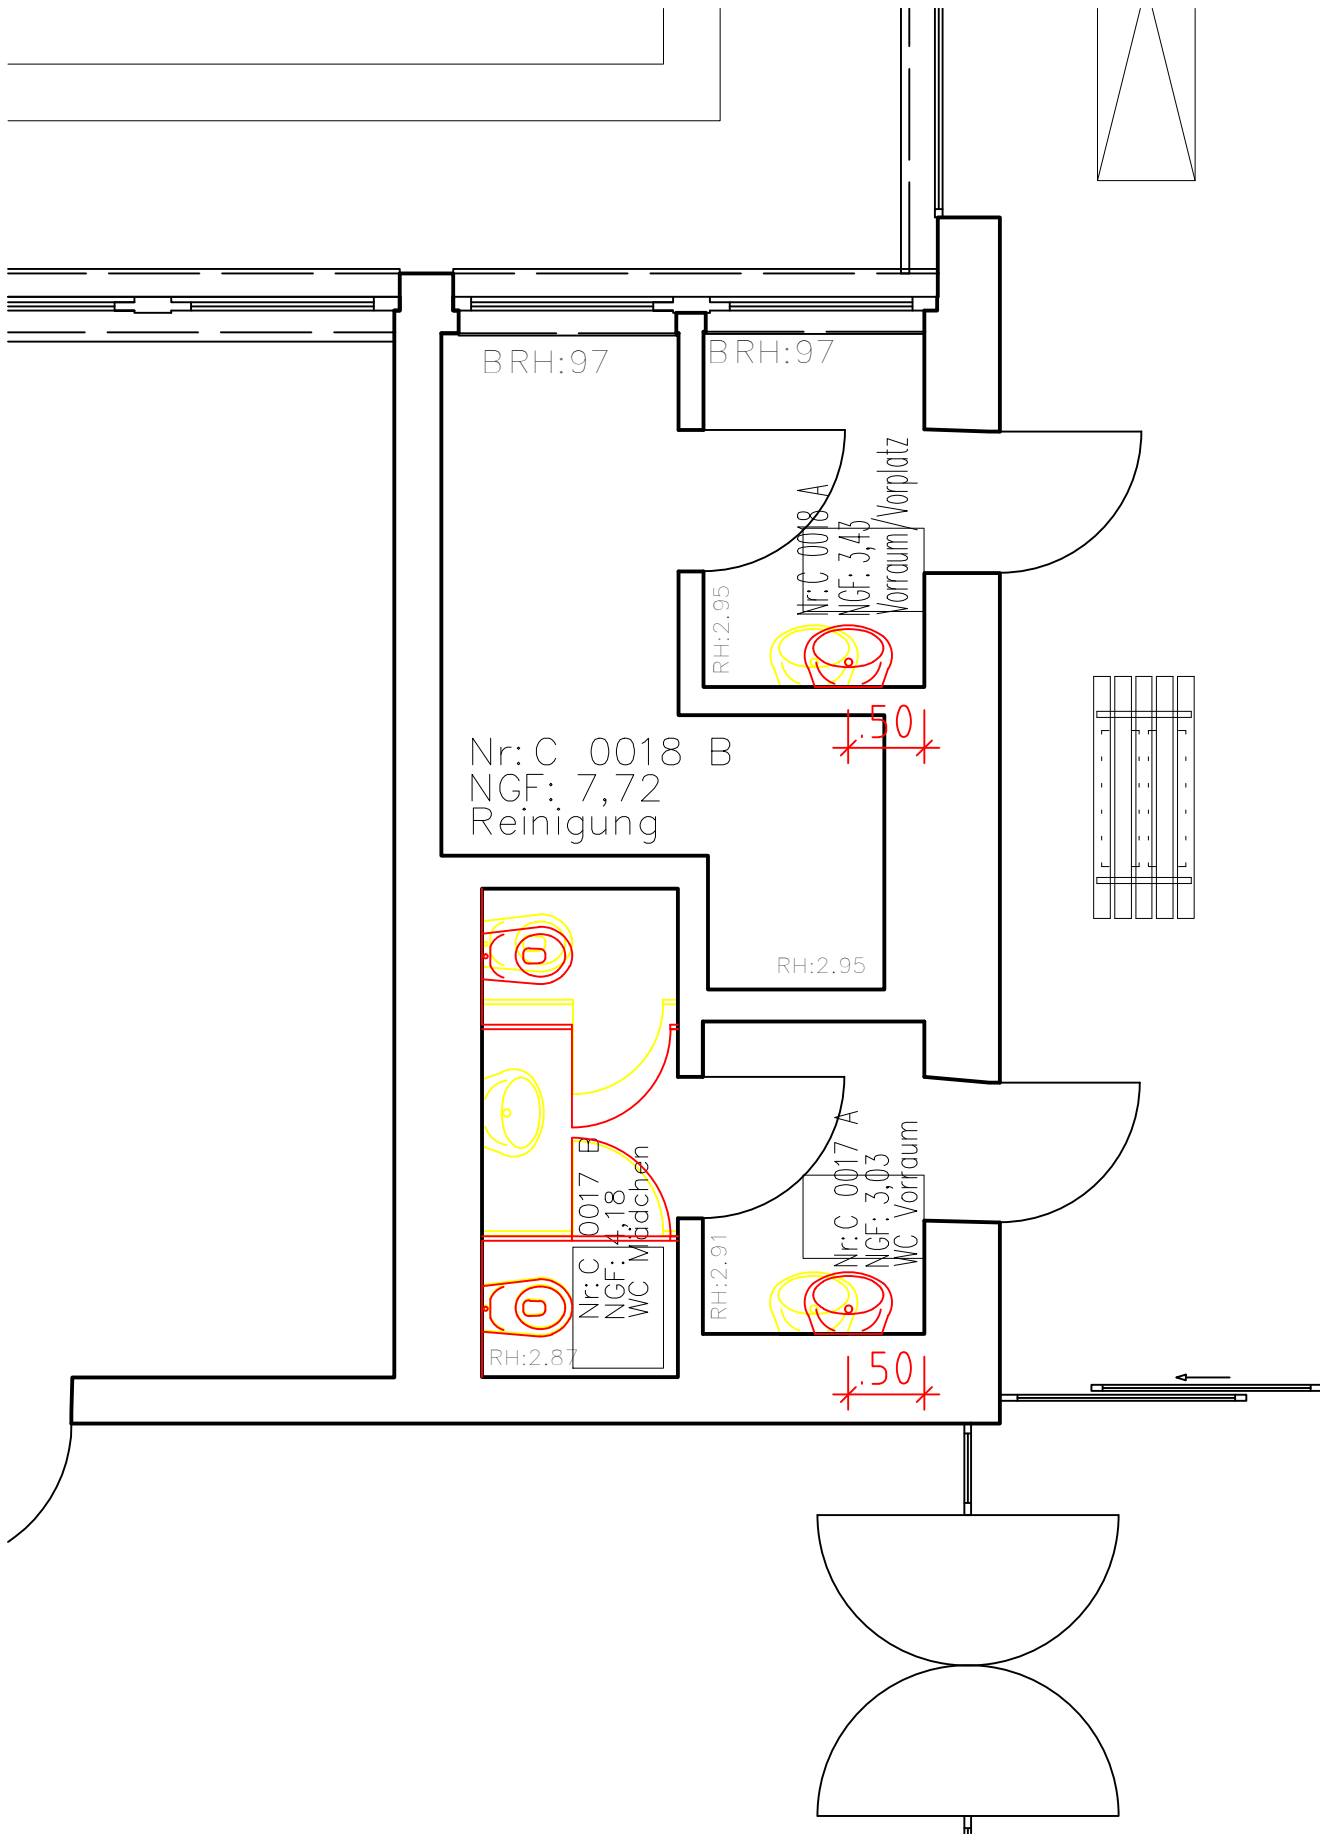 BRH:97
BRH:97
Nr:C 0018 A
NGF: 3,43
Vorraum/Vorplatz
RH:2.95
.50
Nr:C 0018 B
NGF: 7,72
Reinigung
RH:2.95
Nr:C 0017 B
NGF: 4,18
WC Mädchen
RH:2.87
Nr:C 0017 A
NGF: 3,03
WC Vorraum
RH:2.91
.50